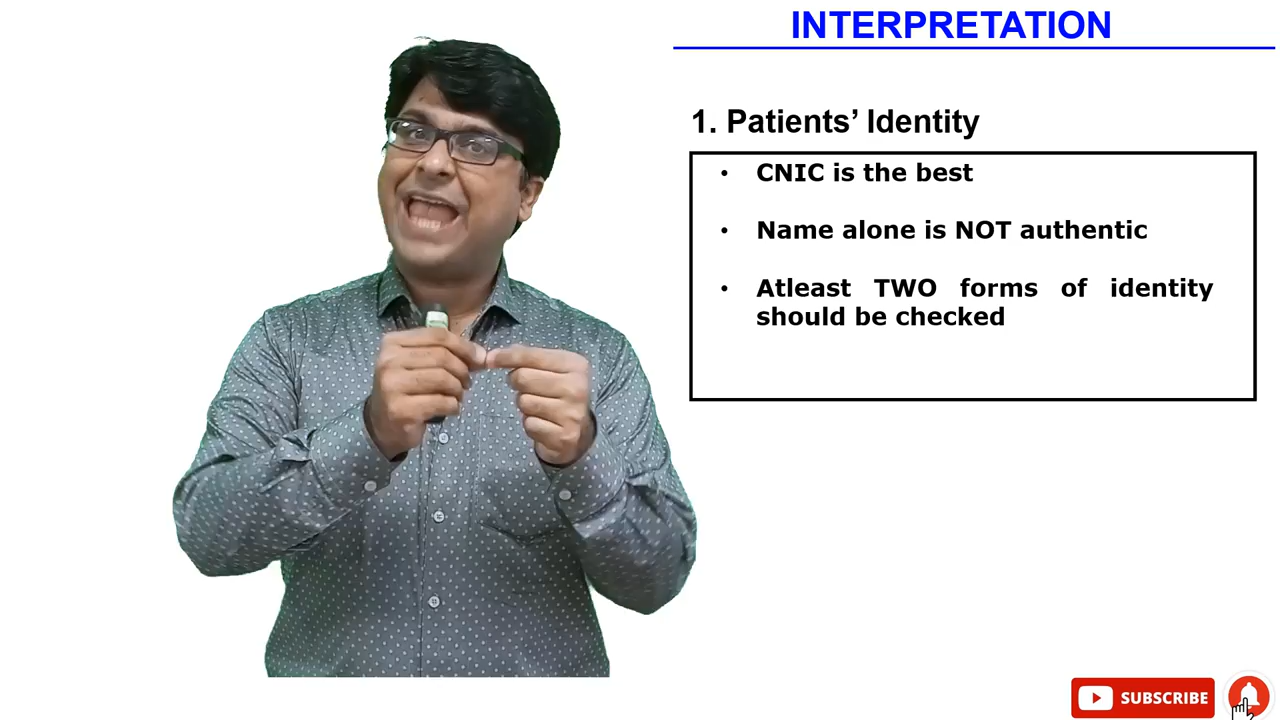 INTERPRETATION
1. Patients’ Identity
• CNIC is the best
• Name alone is NOT authentic
• Atleast TWO forms of identity
should be checked
SUBSCRIBE